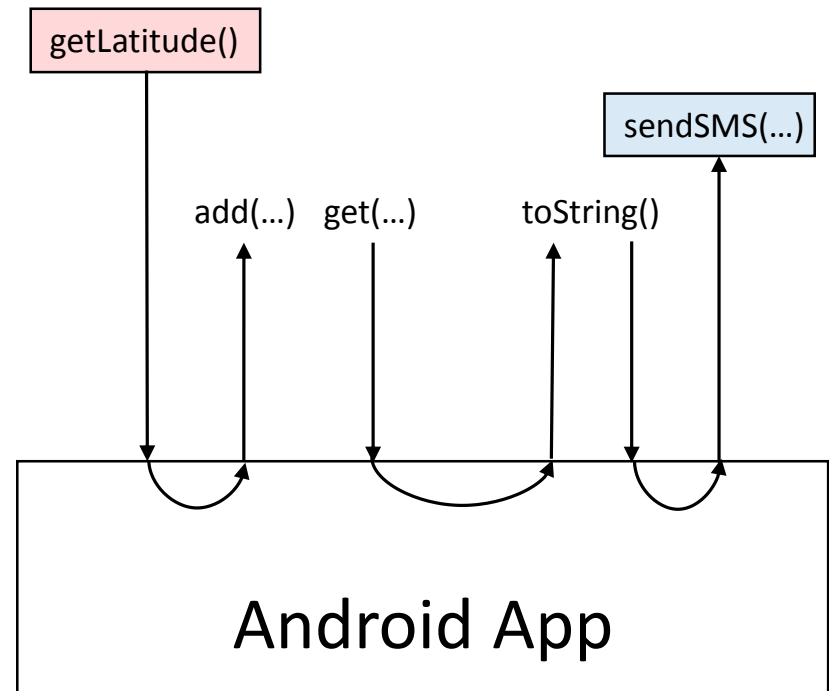 getLatitude()
sendSMS(…)
add(…) get(…) toString()
Android App